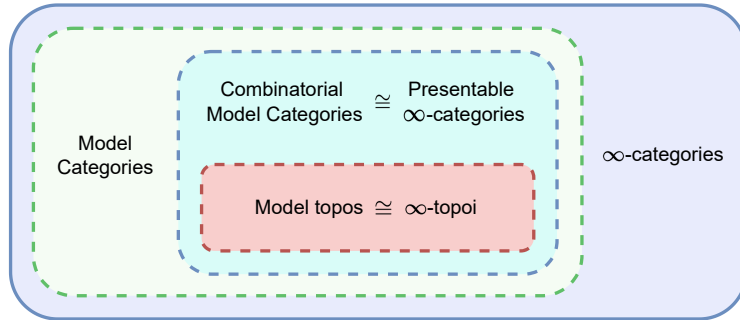 Combinatorial
Model Categories ≅ Presentable
∞-categories
Model
Categories
∞-categories
Model topos ≅ ∞-topoi